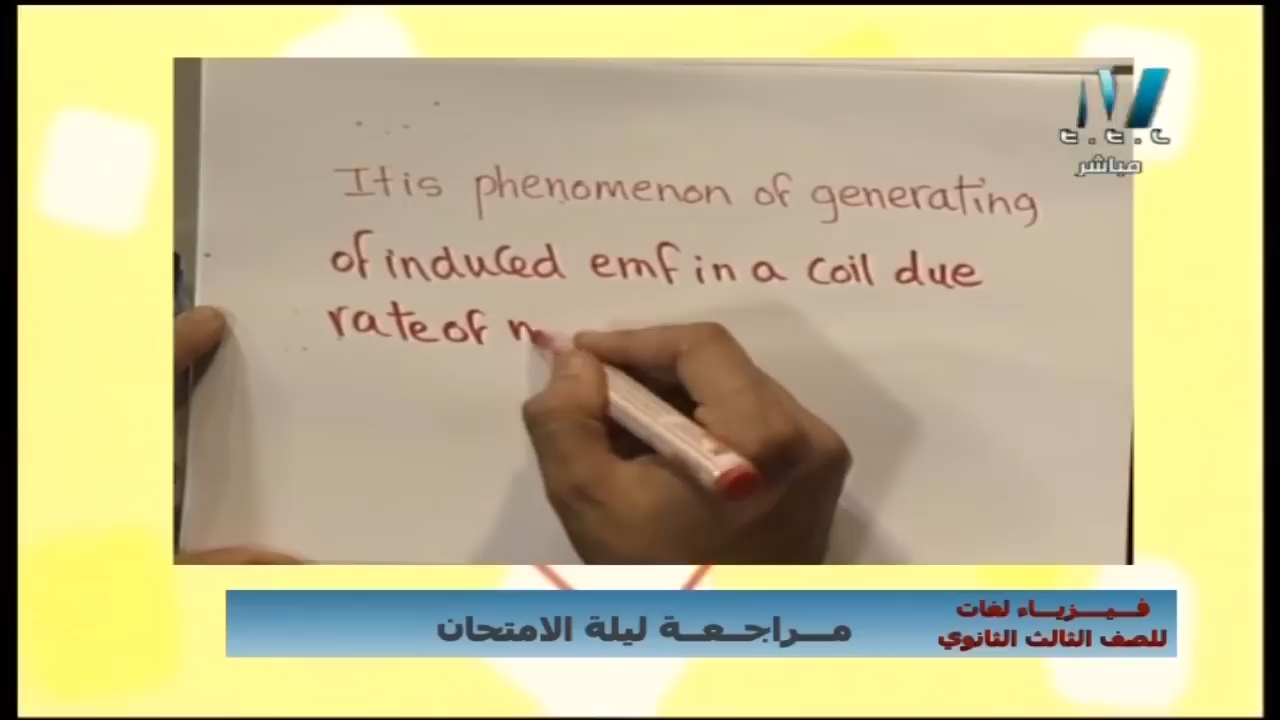 It is phenomenon of generating
of induced emf in a coil due
rate of
ع . ع . ت
مباشر
فيزياء لغات
للصف الثالث الثانوي
مراجعة ليلة الامتحان